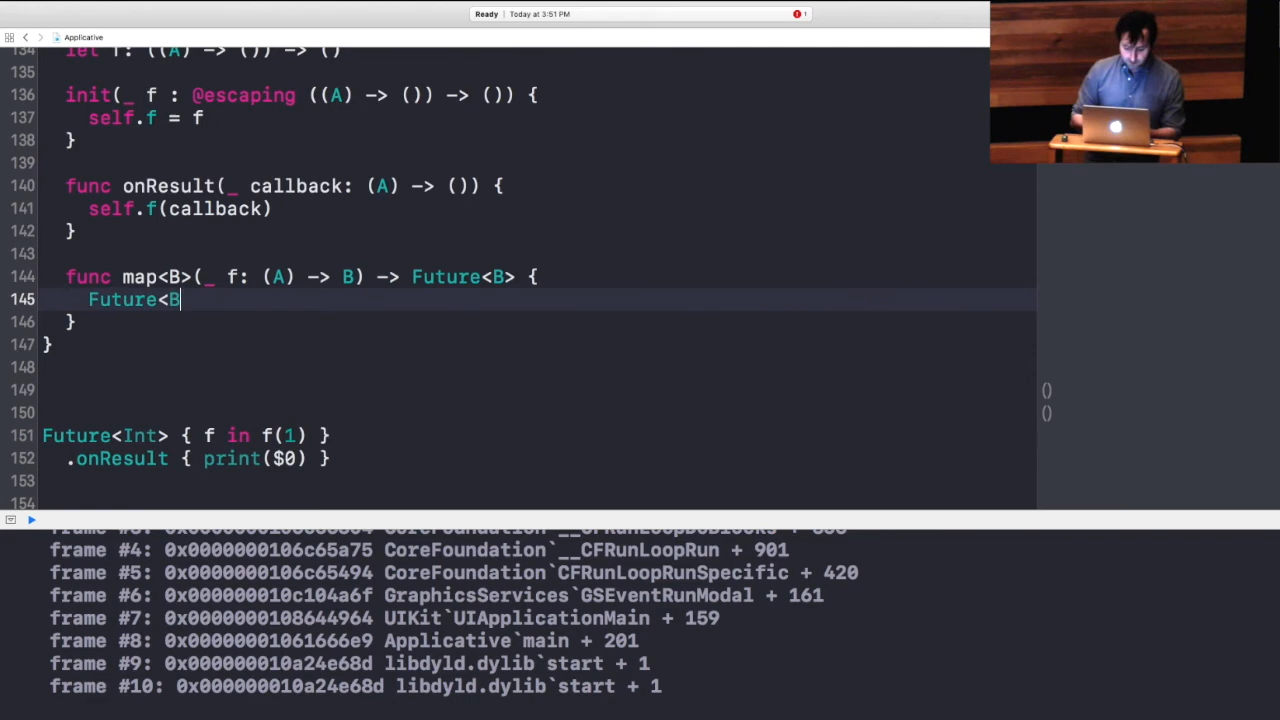 Ready
Today at 3:51 PM
1
Applicative
134 let f: ((A) -> ()) -> ()
135
136 init(_ f : @escaping ((A) -> ()) -> ()) {
137 self.f = f
138 }
139
140 func onResult(_ callback: (A) -> ()) {
141 self.f(callback)
142 }
143
144 func map<B>(_ f: (A) -> B) -> Future<B> {
145 Future<B
146 }
147 }
148
149
()
150
()
151 Future<Int> { f in f(1) }
152 .onResult { print($0) }
153
154
frame #4: 0x0000000106c65a75 CoreFoundation`__CFRunLoopRun + 901
frame #5: 0x0000000106c65494 CoreFoundation`CFRunLoopRunSpecific + 420
frame #6: 0x000000010c104a6f GraphicsServices`GSEventRunModal + 161
frame #7: 0x0000000108644964 UIKit`UIApplicationMain + 159
frame #8: 0x00000001061666e9 Applicative`main + 201
frame #9: 0x000000010a24e68d libdyld.dylib`start + 1
frame #10: 0x000000010a24e68d libdyld.dylib`start + 1